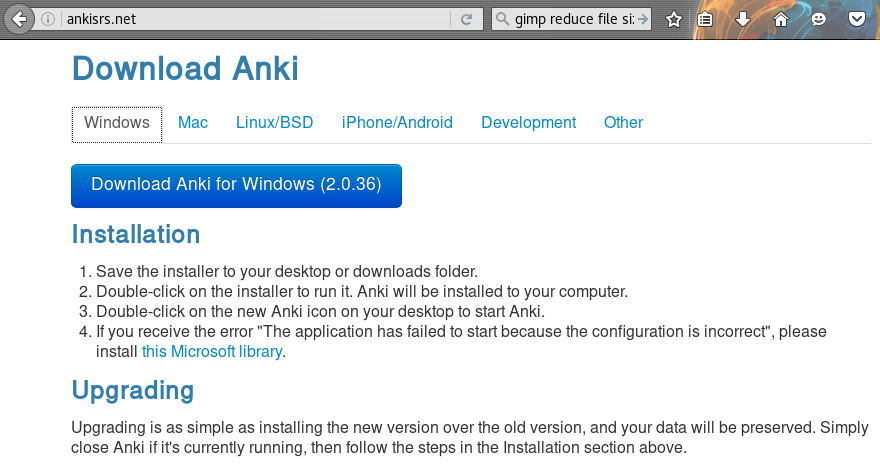 ankisrs.net
gimp reduce file si
Download Anki
Windows Mac Linux/BSD iPhone/Android Development Other
Download Anki for Windows (2.0.36)
Installation
1. Save the installer to your desktop or downloads folder.
2. Double-click on the installer to run it. Anki will be installed to your computer.
3. Double-click on the new Anki icon on your desktop to start Anki.
4. If you receive the error "The application has failed to start because the configuration is incorrect", please
install this Microsoft library.
Upgrading
Upgrading is as simple as installing the new version over the old version, and your data will be preserved. Simply
close Anki if it's currently running, then follow the steps in the Installation section above.